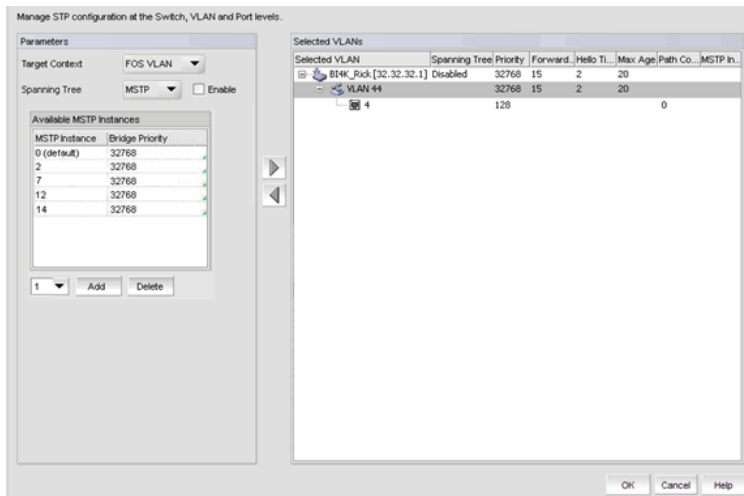 Manage STP configuration at the Switch, VLAN and Port levels.
Parameters
Target Context FOS VLAN
Spanning Tree MSTP Enable
Available MSTP Instances
MSTP Instance Bridge Priority
0 (default) 32768
2 32768
7 32768
12 32768
14 32768
1 Add Delete
Selected VLANs
Selected VLAN Spanning Tree Priority Forward... Hello Ti... Max Age Path Co... MSTP In...
BI4K_Rick [32.32.32.1] Disabled 32768 15 2 20
VLAN 44 32768 15 2 20
4 128 0
OK Cancel Help